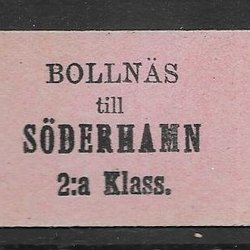 BOLLNÄS
till
SÖDERHAMN
2:a Klass.